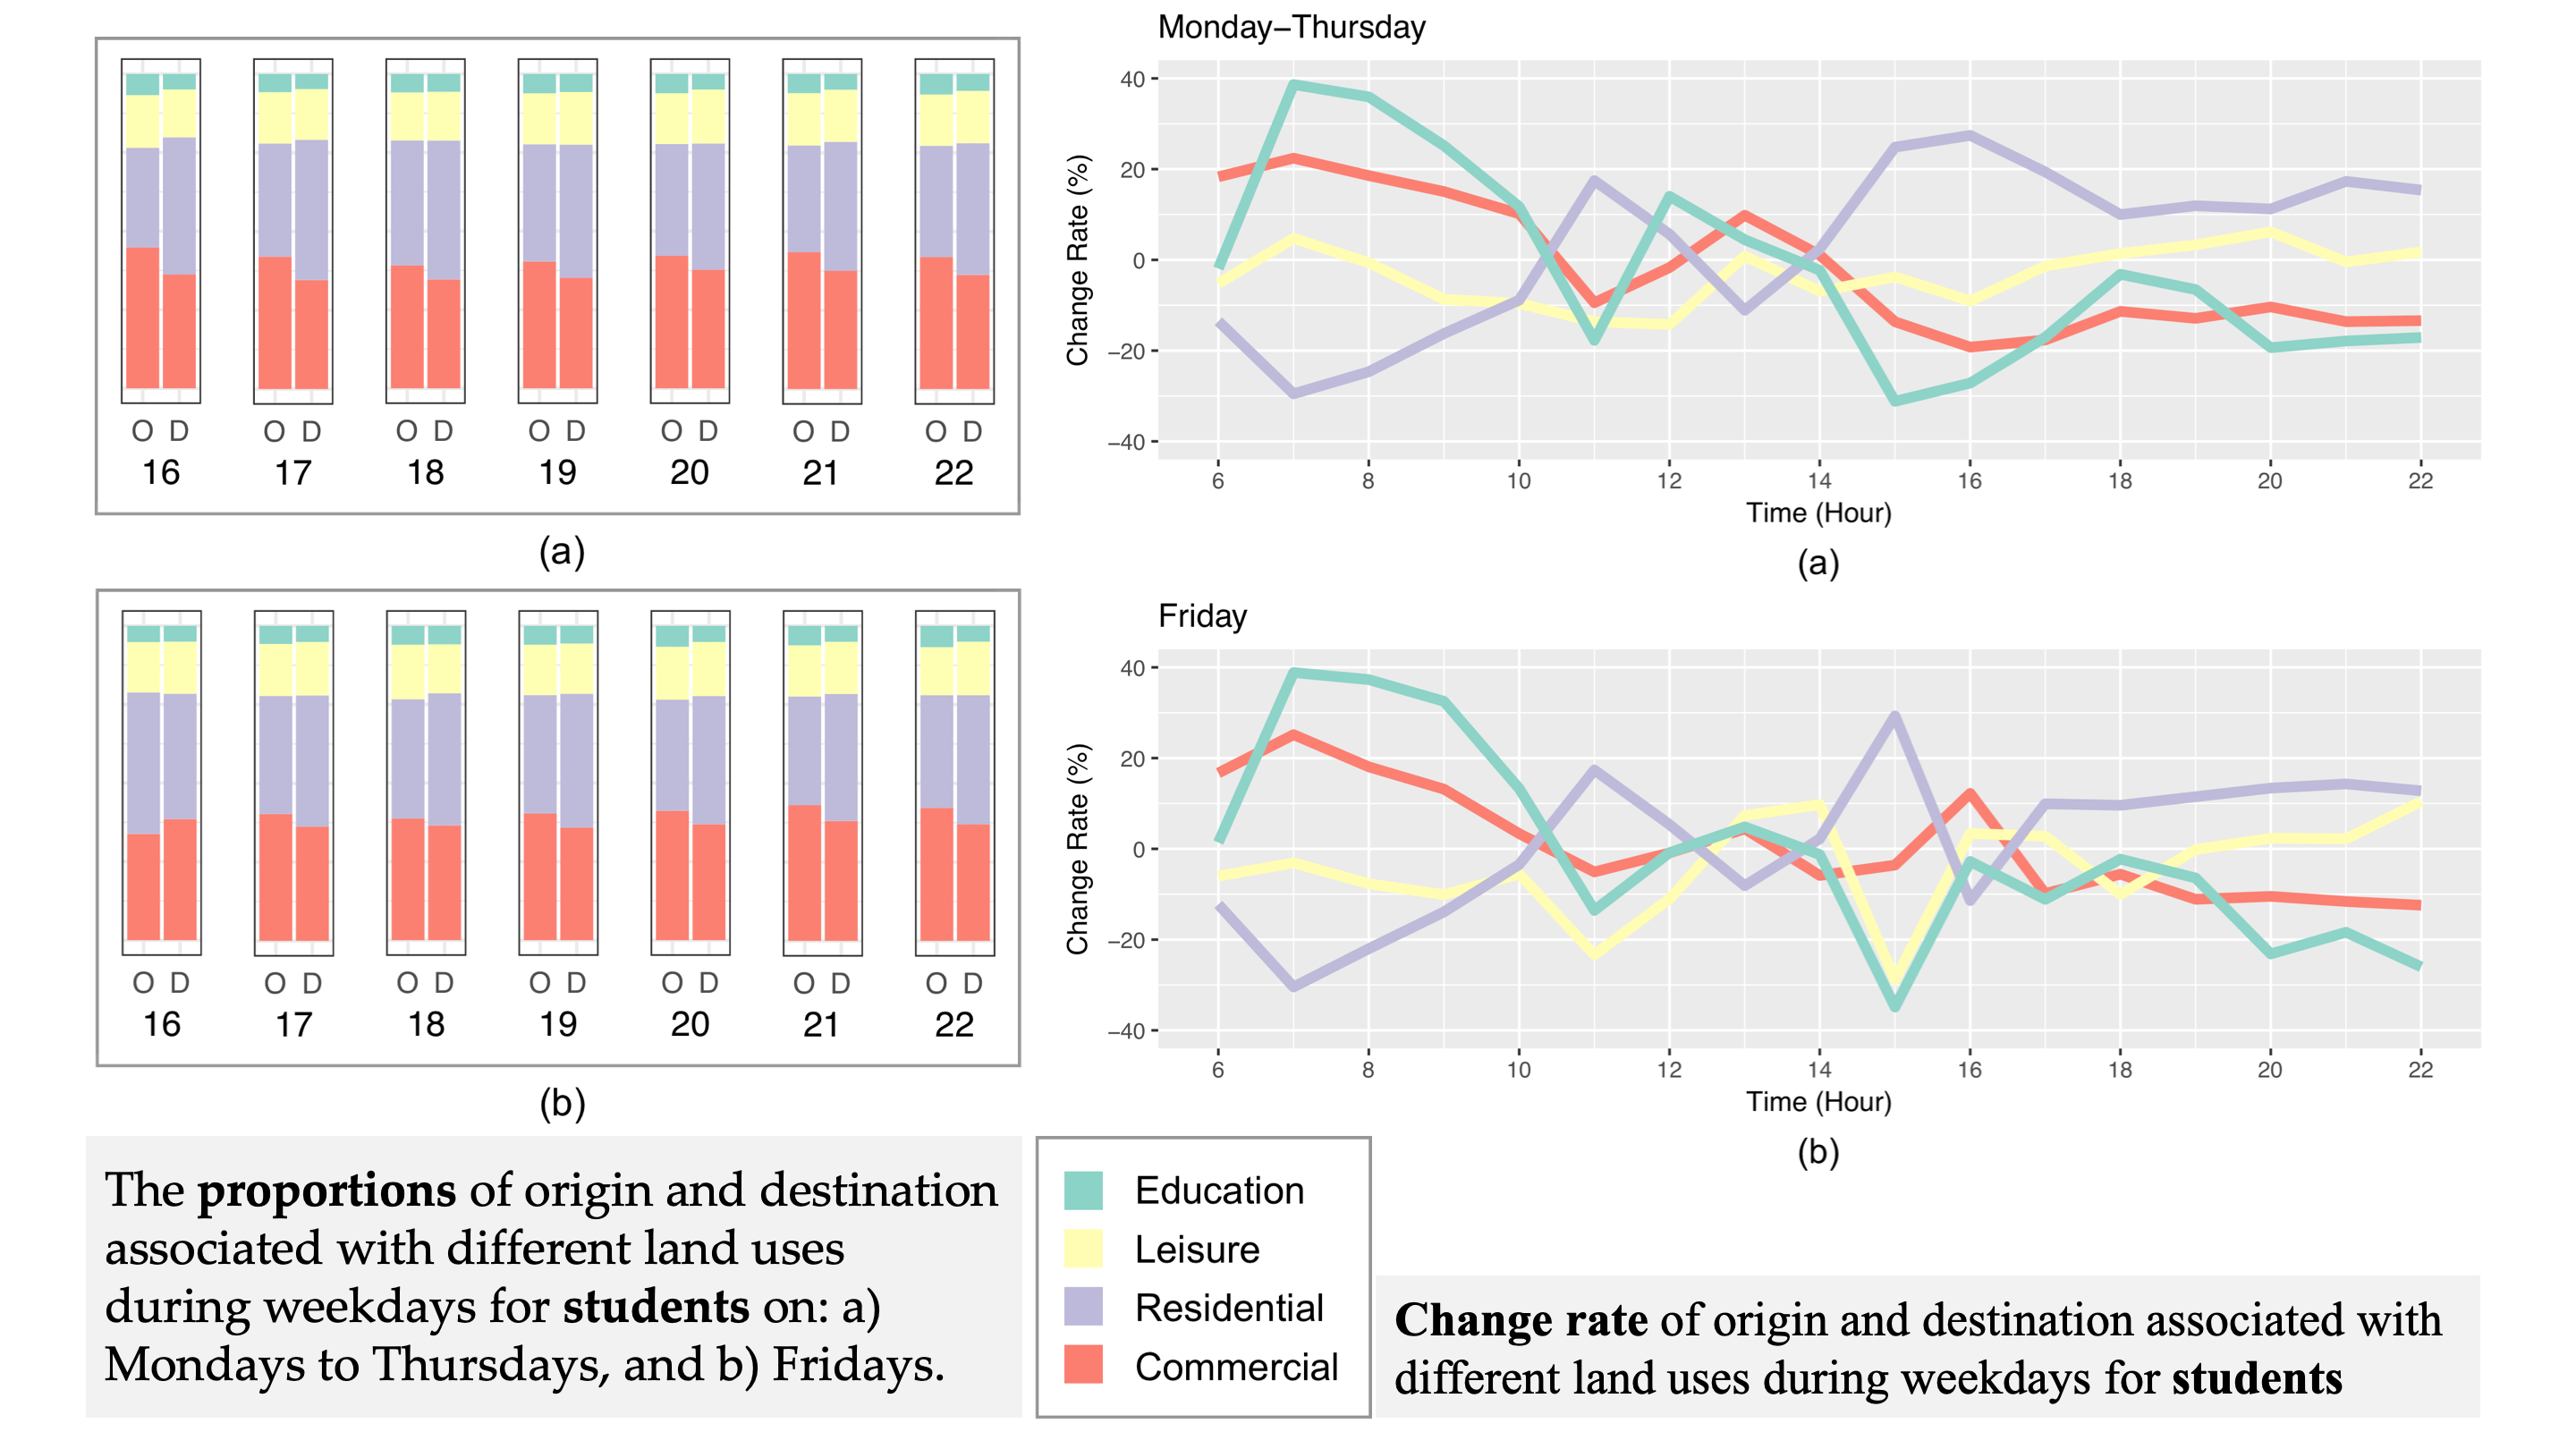 O D O D O D O D O D O D O D
16 17 18 19 20 21 22
(a)
O D O D O D O D O D O D O D
16 17 18 19 20 21 22
(b)
The proportions of origin and destination
associated with different land uses
during weekdays for students on: a)
Mondays to Thursdays, and b) Fridays.
Monday–Thursday
Change Rate (%)
40
20
0
−20
−40
6 8 10 12 14 16 18 20 22
Time (Hour)
(a)
Friday
Change Rate (%)
40
20
0
−20
−40
6 8 10 12 14 16 18 20 22
Time (Hour)
(b)
Education
Leisure
Residential
Commercial
Change rate of origin and destination associated with
different land uses during weekdays for students